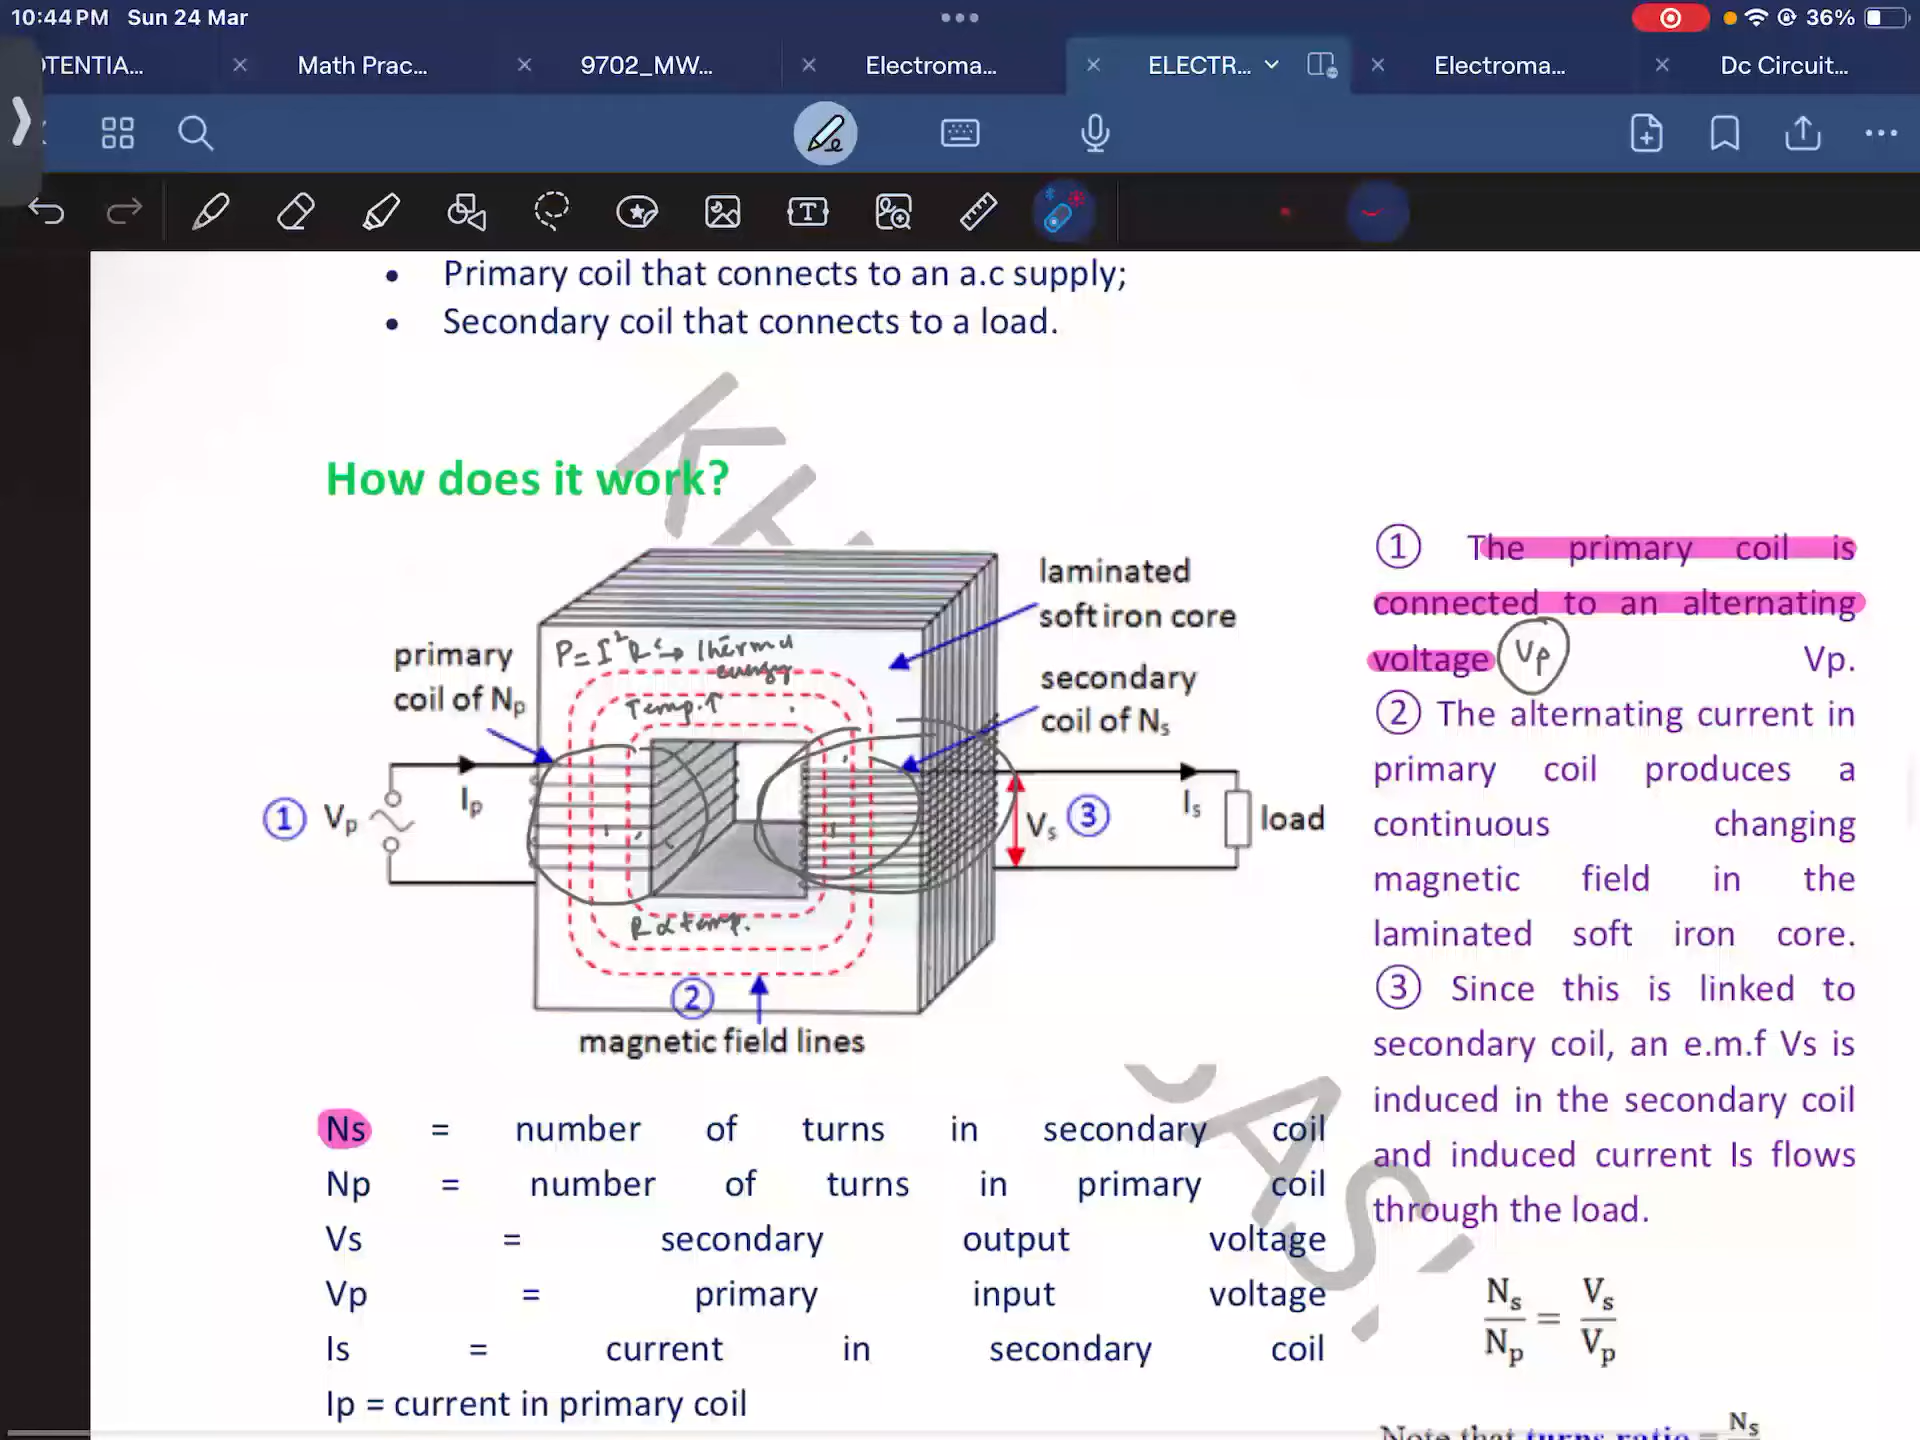 10:44 PM Sun 24 Mar
36%
OTENTIA...
Math Prac...
9702_MW...
Electroma...
ELECTR...
Electroma...
Dc Circuit...
• Primary coil that connects to an a.c supply;
• Secondary coil that connects to a load.
How does it work?
laminated
soft iron core
primary
coil of Np
secondary
coil of Ns
P = I²R → thermal
energy
Temp. ↑
R α temp.
① Vp
Ip
Vs ③
Is
load
②
magnetic field lines
① The primary coil is
connected to an alternating
voltage Vp Vp.
② The alternating current in
primary coil produces a
continuous changing
magnetic field in the
laminated soft iron core.
③ Since this is linked to
secondary coil, an e.m.f Vs is
induced in the secondary coil
and induced current Is flows
through the load.
Ns = number of turns in secondary coil
Np = number of turns in primary coil
Vs = secondary output voltage
Vp = primary input voltage
Is = current in secondary coil
Ip = current in primary coil
Ns/Np = Vs/Vp
Note that turns ratio = Ns